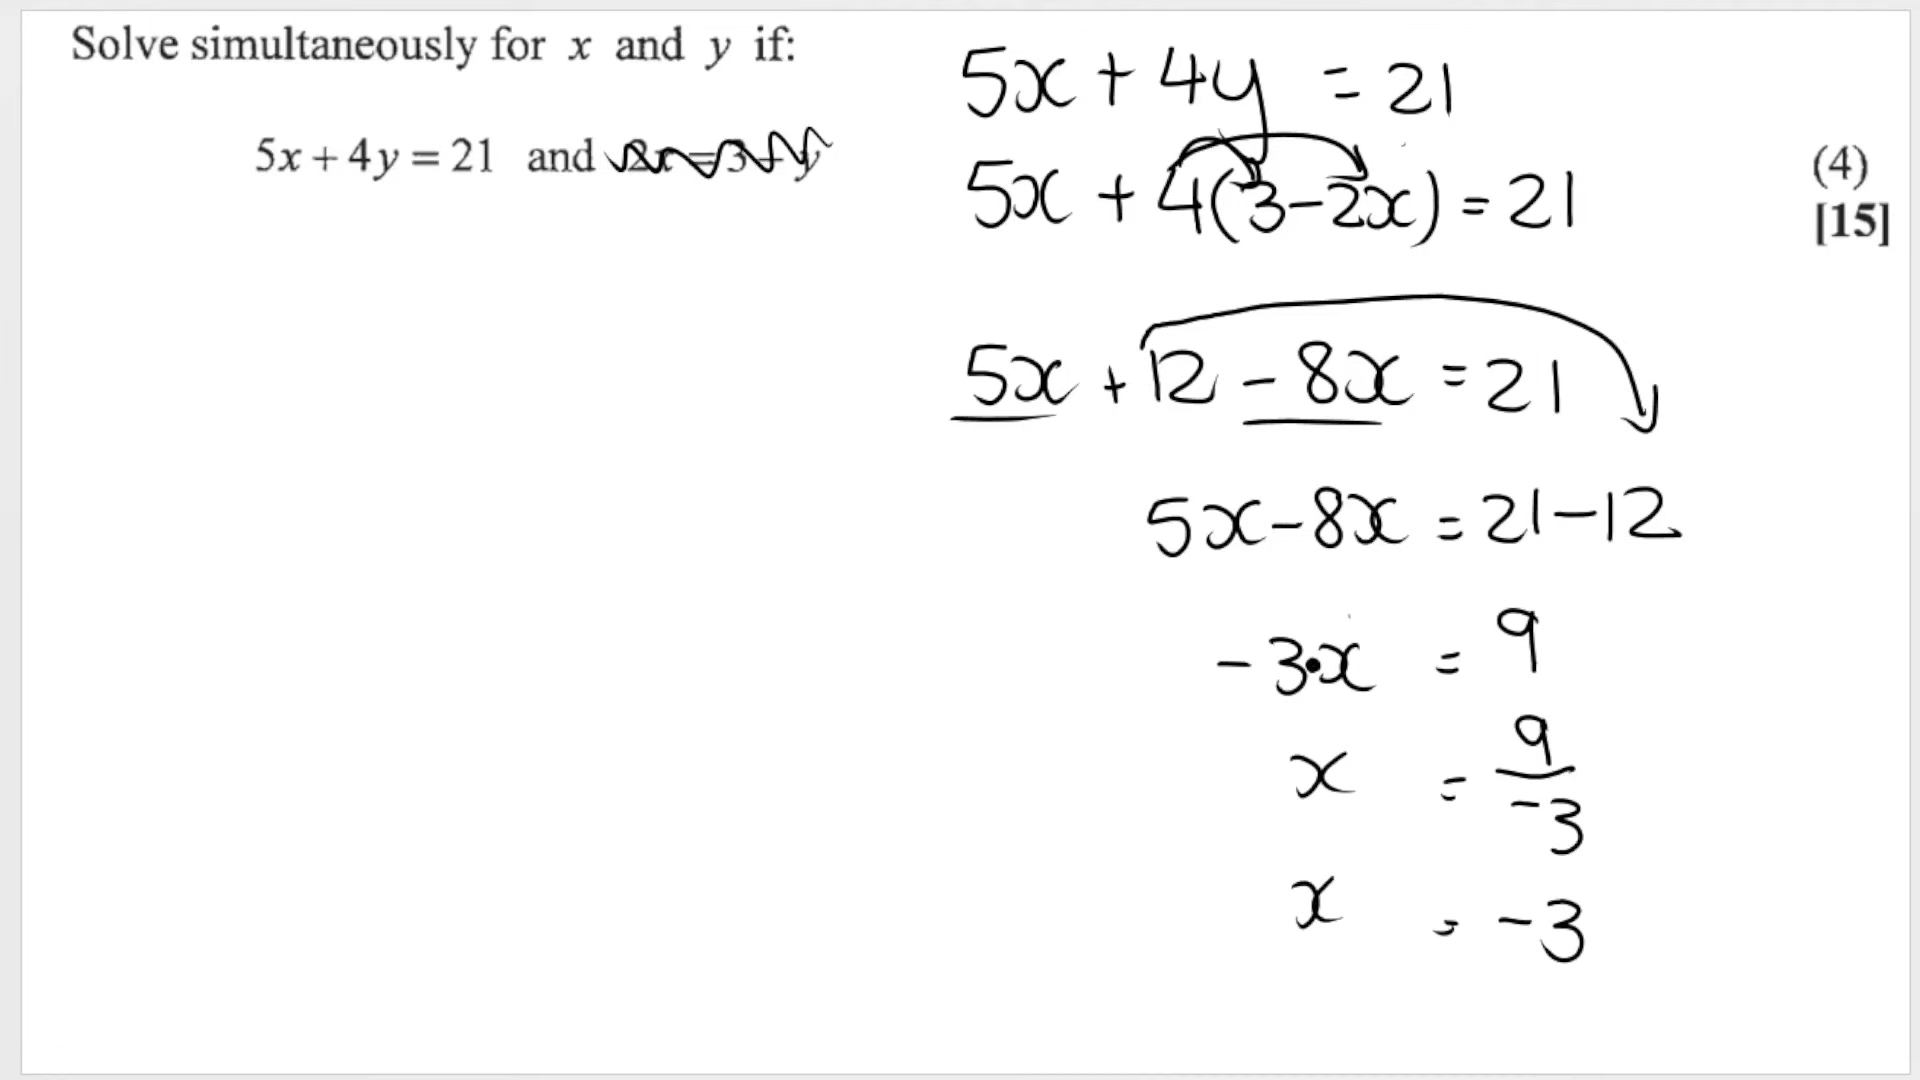 Solve simultaneously for x and y if:
5x + 4y = 21 and
(4)
[15]
5x + 4y = 21
5x + 4(3-2x) = 21
5x + 12 - 8x = 21
5x - 8x = 21 - 12
-3·x = 9
x = 9/-3
x = -3